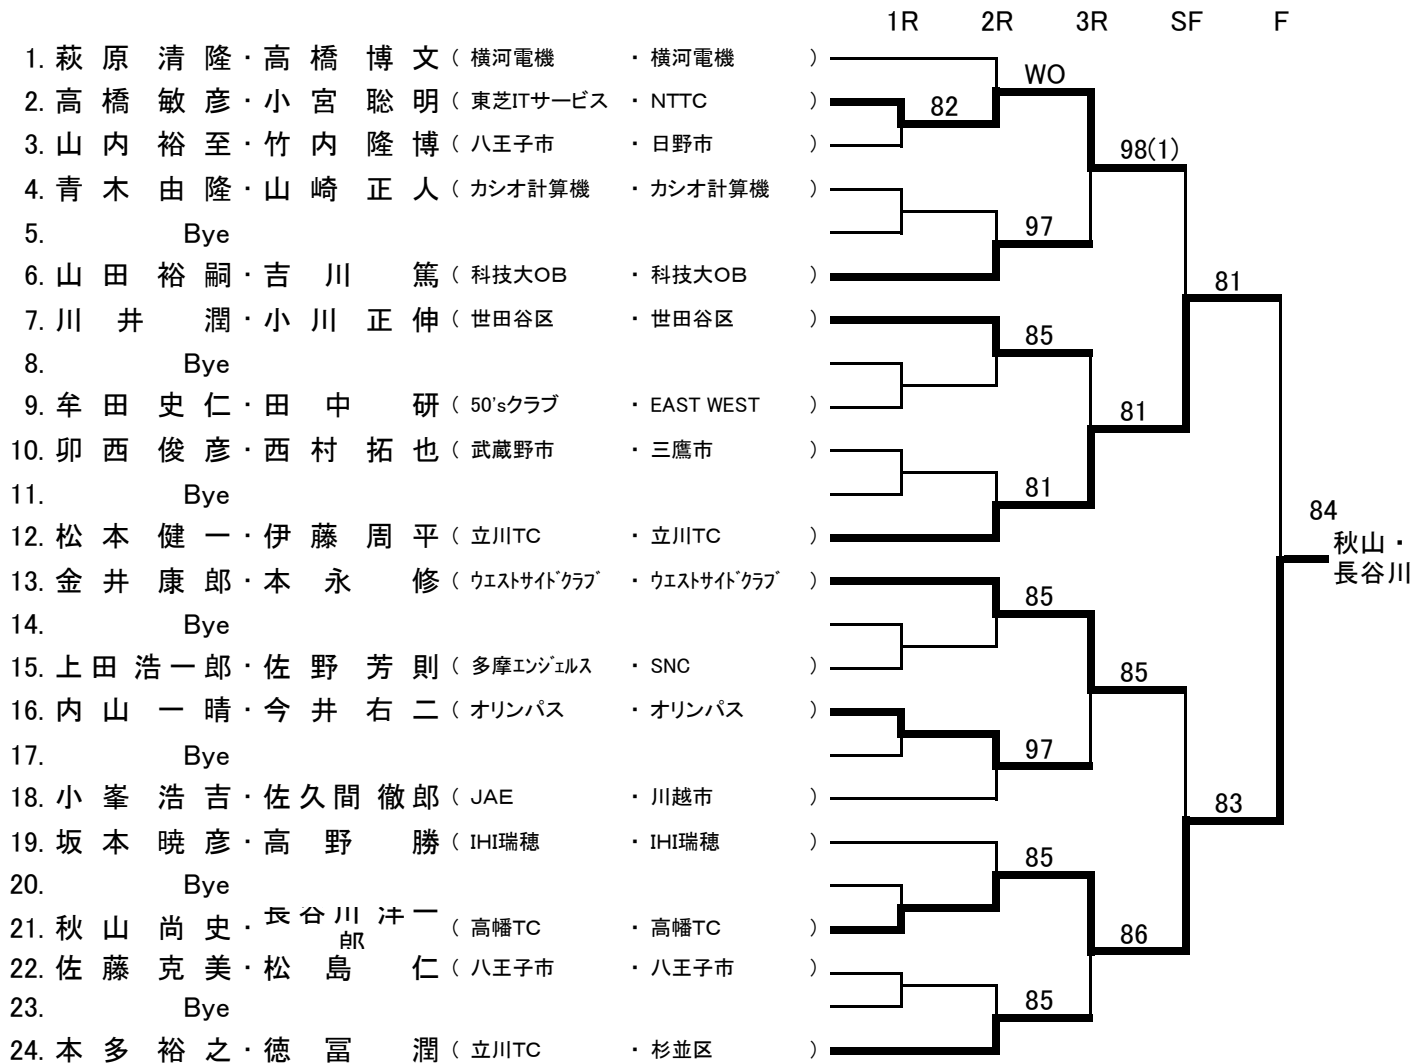 1R 2R 3R SF F
1. 萩原 清隆・高橋 博文 ( 横河電機 ・ 横河電機 )
WO
2. 高橋 敏彦・小宮 聡明 ( 東芝ITサービス ・ NTTC )
82
3. 山内 裕至・竹内 隆博 ( 八王子市 ・ 日野市 )
98(1)
4. 青木 由隆・山崎 正人 ( カシオ計算機 ・ カシオ計算機 )
97
5. Bye
6. 山田 裕嗣・吉川 篤 ( 科技大OB ・ 科技大OB )
81
7. 川井 潤・小川 正伸 ( 世田谷区 ・ 世田谷区 )
85
8. Bye
9. 牟田 史仁・田中 研 ( 50'sクラブ ・ EAST WEST )
81
10. 卯西 俊彦・西村 拓也 ( 武蔵野市 ・ 三鷹市 )
81
11. Bye
84
12. 松本 健一・伊藤 周平 ( 立川TC ・ 立川TC )
秋山・
長谷川
13. 金井 康郎・本永 修 ( ウエストサイドクラブ ・ ウエストサイドクラブ )
85
14. Bye
15. 上田 浩一郎・佐野 芳則 ( 多摩エンジェルス ・ SNC )
85
16. 内山 一晴・今井 右二 ( オリンパス ・ オリンパス )
97
17. Bye
18. 小峯 浩吉・佐久間 徹郎 ( JAE ・ 川越市 )
83
19. 坂本 暁彦・高野 勝 ( IHI瑞穂 ・ IHI瑞穂 )
85
20. Bye
21. 秋山 尚史・長谷川 洋一郎 ( 高幡TC ・ 高幡TC )
86
22. 佐藤 克美・松島 仁 ( 八王子市 ・ 八王子市 )
85
23. Bye
24. 本多 裕之・徳冨 潤 ( 立川TC ・ 杉並区 )